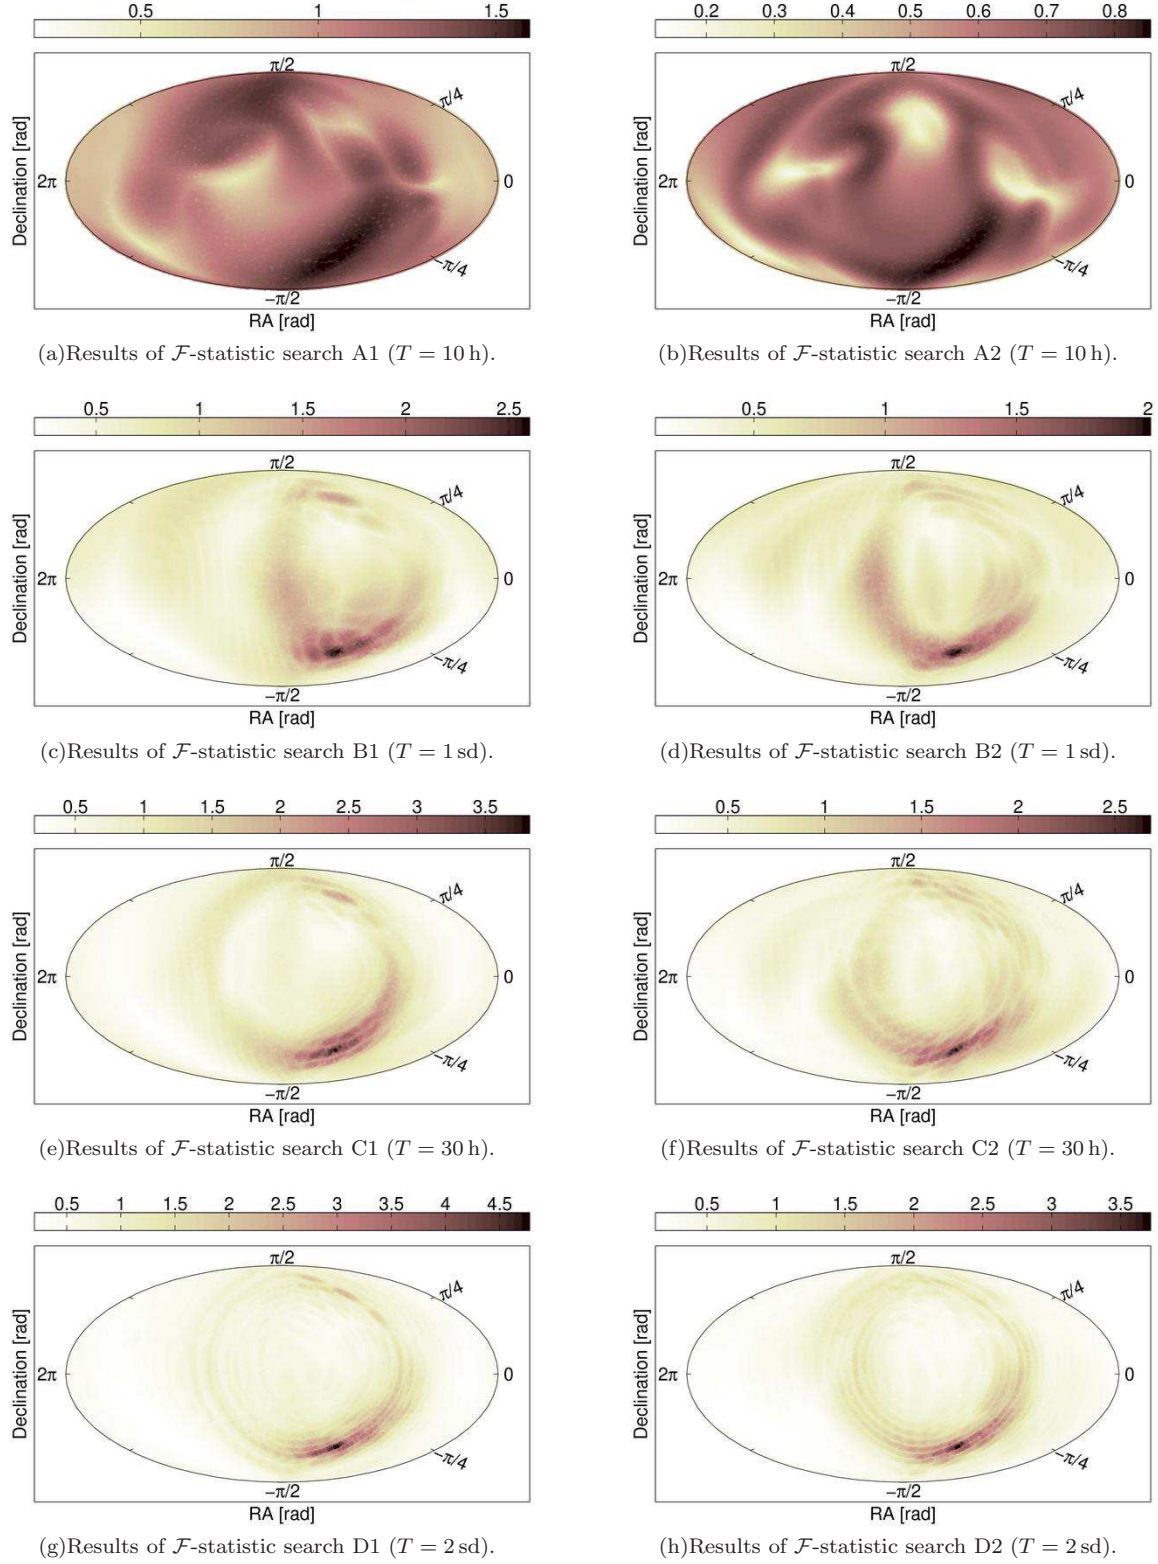 0.5 1 1.5
Declination [rad]
π/2
π/4
2π
0
−π/4
−π/2
RA [rad]
(a)Results of F-statistic search A1 (T = 10 h).
0.2 0.3 0.4 0.5 0.6 0.7 0.8
Declination [rad]
π/2
π/4
2π
0
−π/4
−π/2
RA [rad]
(b)Results of F-statistic search A2 (T = 10 h).
0.5 1 1.5 2 2.5
Declination [rad]
π/2
π/4
2π
0
−π/4
−π/2
RA [rad]
(c)Results of F-statistic search B1 (T = 1 sd).
0.5 1 1.5 2
Declination [rad]
π/2
π/4
2π
0
−π/4
−π/2
RA [rad]
(d)Results of F-statistic search B2 (T = 1 sd).
0.5 1 1.5 2 2.5 3 3.5
Declination [rad]
π/2
π/4
2π
0
−π/4
−π/2
RA [rad]
(e)Results of F-statistic search C1 (T = 30 h).
0.5 1 1.5 2 2.5
Declination [rad]
π/2
π/4
2π
0
−π/4
−π/2
RA [rad]
(f)Results of F-statistic search C2 (T = 30 h).
0.5 1 1.5 2 2.5 3 3.5 4 4.5
Declination [rad]
π/2
π/4
2π
0
−π/4
−π/2
RA [rad]
(g)Results of F-statistic search D1 (T = 2 sd).
0.5 1 1.5 2 2.5 3 3.5
Declination [rad]
π/2
π/4
2π
0
−π/4
−π/2
RA [rad]
(h)Results of F-statistic search D2 (T = 2 sd).